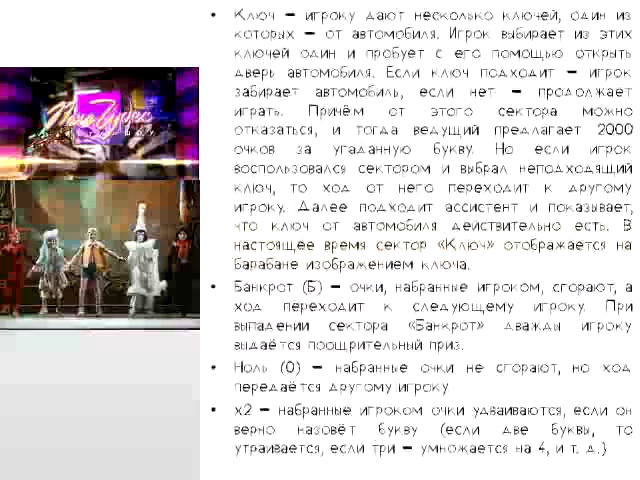 • Ключ – игроку дают несколько ключей, один из
которых – от автомобиля. Игрок выбирает из этих
ключей один и пробует с его помощью открыть
дверь автомобиля. Если ключ подходит – игрок
забирает автомобиль, если нет – продолжает
играть. Причём от этого сектора можно
отказаться, и тогда ведущий предлагает 2000
очков за угаданную букву. Но если игрок
воспользовался сектором и выбрал неподходящий
ключ, то ход от него переходит к другому
игроку. Далее подходит ассистент и показывает,
что ключ от автомобиля действительно есть. В
настоящее время сектор «Ключ» отображается на
барабане изображением ключа.
• Банкрот (Б) – очки, набранные игроком, сгорают, а
ход переходит к следующему игроку. При
выпадении сектора «Банкрот» дважды игроку
выдаётся поощрительный приз.
• Ноль (0) – набранные очки не сгорают, но ход
передаётся другому игроку
• x2 – набранные игроком очки удваиваются, если он
верно назовёт букву (если две буквы, то
утраивается, если три – умножается на 4, и т. д.)